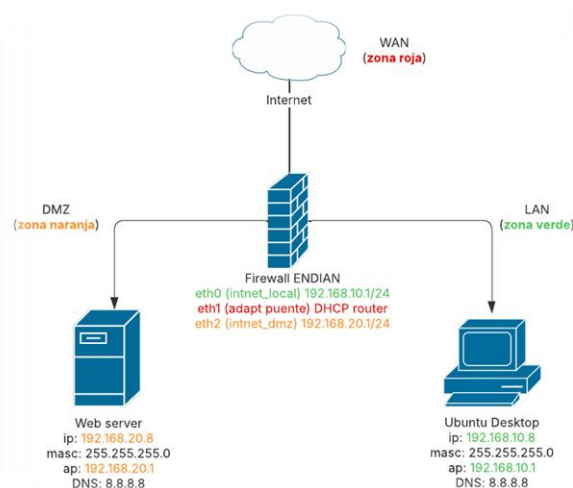 WAN
(zona roja)
Internet
DMZ
(zona naranja)
LAN
(zona verde)
Firewall ENDIAN
eth0 (intnet_local) 192.168.10.1/24
eth1 (adapt puente) DHCP router
eth2 (intnet_dmz) 192.168.20.1/24
Web server
ip: 192.168.20.8
masc: 255.255.255.0
ap: 192.168.20.1
DNS: 8.8.8.8
Ubuntu Desktop
ip: 192.168.10.8
masc: 255.255.255.0
ap: 192.168.10.1
DNS: 8.8.8.8